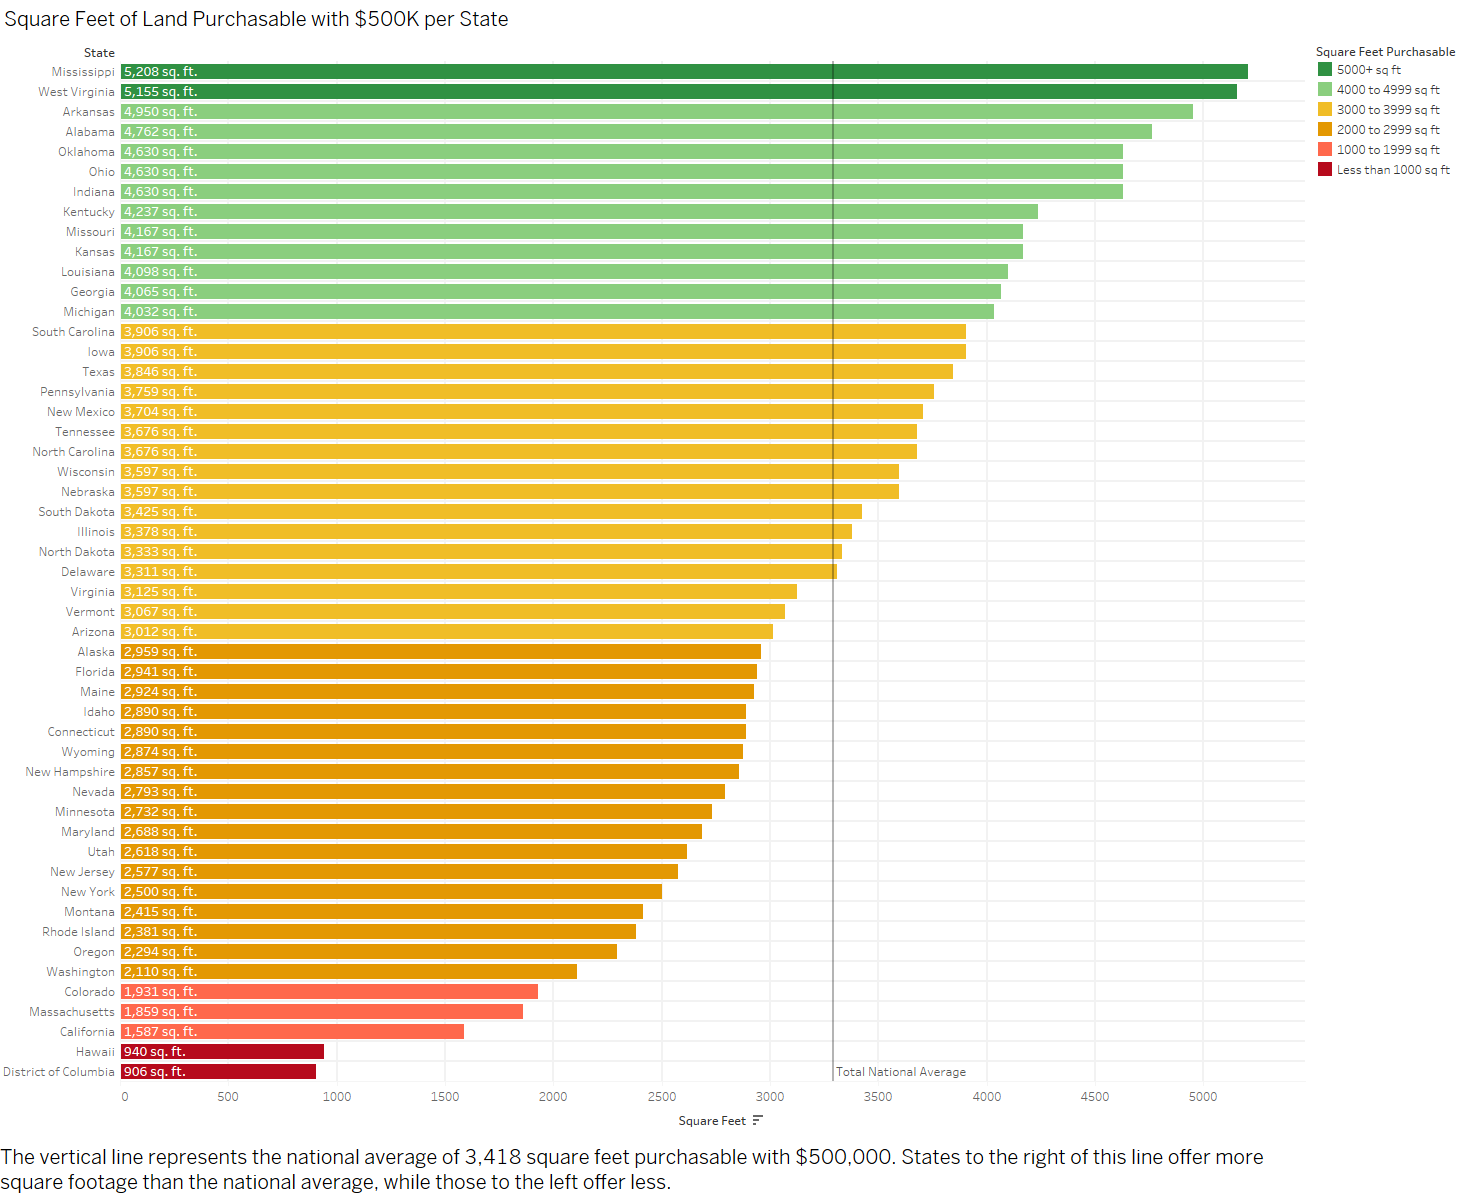 Square Feet of Land Purchasable with $500K per State
State
Mississippi 5,208 sq. ft.
West Virginia 5,155 sq. ft.
Arkansas 4,950 sq. ft.
Alabama 4,762 sq. ft.
Oklahoma 4,630 sq. ft.
Ohio 4,630 sq. ft.
Indiana 4,630 sq. ft.
Kentucky 4,237 sq. ft.
Missouri 4,167 sq. ft.
Kansas 4,167 sq. ft.
Louisiana 4,098 sq. ft.
Georgia 4,065 sq. ft.
Michigan 4,032 sq. ft.
South Carolina 3,906 sq. ft.
Iowa 3,906 sq. ft.
Texas 3,846 sq. ft.
Pennsylvania 3,759 sq. ft.
New Mexico 3,704 sq. ft.
Tennessee 3,676 sq. ft.
North Carolina 3,676 sq. ft.
Wisconsin 3,597 sq. ft.
Nebraska 3,597 sq. ft.
South Dakota 3,425 sq. ft.
Illinois 3,378 sq. ft.
North Dakota 3,333 sq. ft.
Delaware 3,311 sq. ft.
Virginia 3,125 sq. ft.
Vermont 3,067 sq. ft.
Arizona 3,012 sq. ft.
Alaska 2,959 sq. ft.
Florida 2,941 sq. ft.
Maine 2,924 sq. ft.
Idaho 2,890 sq. ft.
Connecticut 2,890 sq. ft.
Wyoming 2,874 sq. ft.
New Hampshire 2,857 sq. ft.
Nevada 2,793 sq. ft.
Minnesota 2,732 sq. ft.
Maryland 2,688 sq. ft.
Utah 2,618 sq. ft.
New Jersey 2,577 sq. ft.
New York 2,500 sq. ft.
Montana 2,415 sq. ft.
Rhode Island 2,381 sq. ft.
Oregon 2,294 sq. ft.
Washington 2,110 sq. ft.
Colorado 1,931 sq. ft.
Massachusetts 1,859 sq. ft.
California 1,587 sq. ft.
Hawaii 940 sq. ft.
District of Columbia 906 sq. ft.
Total National Average
0 500 1000 1500 2000 2500 3000 3500 4000 4500 5000
Square Feet
Square Feet Purchasable
5000+ sq ft
4000 to 4999 sq ft
3000 to 3999 sq ft
2000 to 2999 sq ft
1000 to 1999 sq ft
Less than 1000 sq ft
The vertical line represents the national average of 3,418 square feet purchasable with $500,000. States to the right of this line offer more
square footage than the national average, while those to the left offer less.